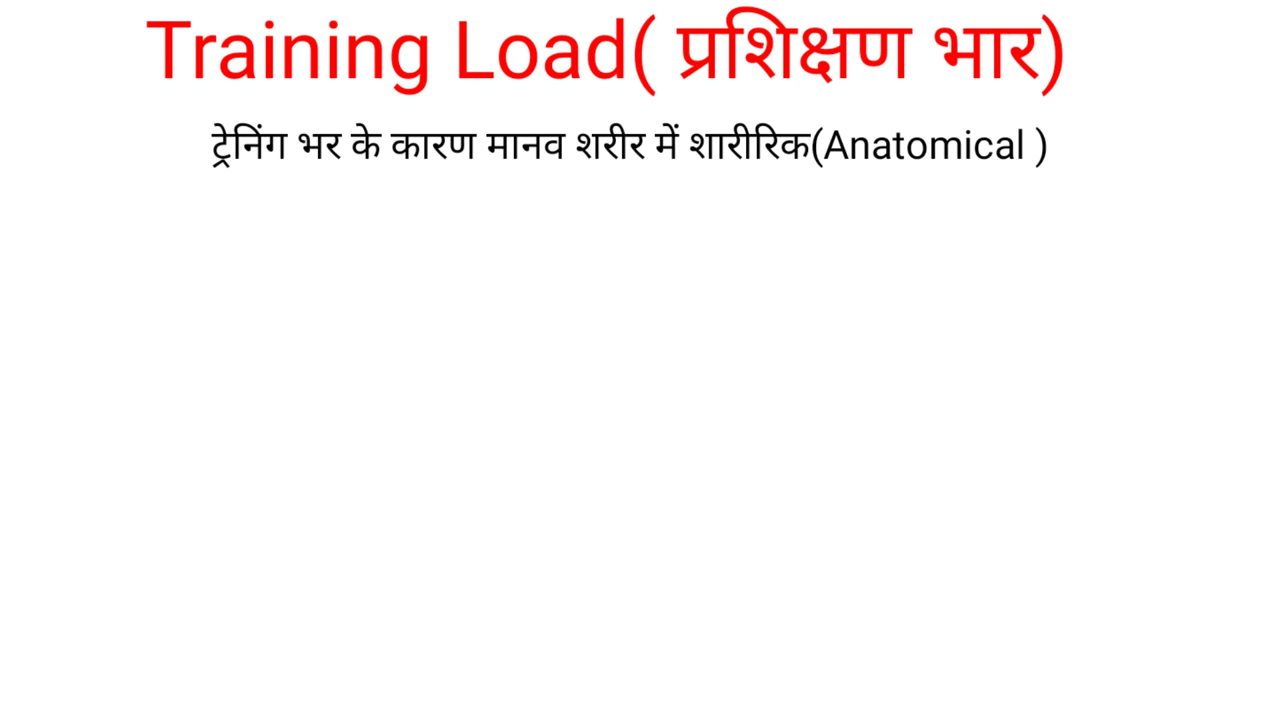 Training Load( प्रशिक्षण भार)
ट्रेनिंग भर के कारण मानव शरीर में शारीरिक(Anatomical )